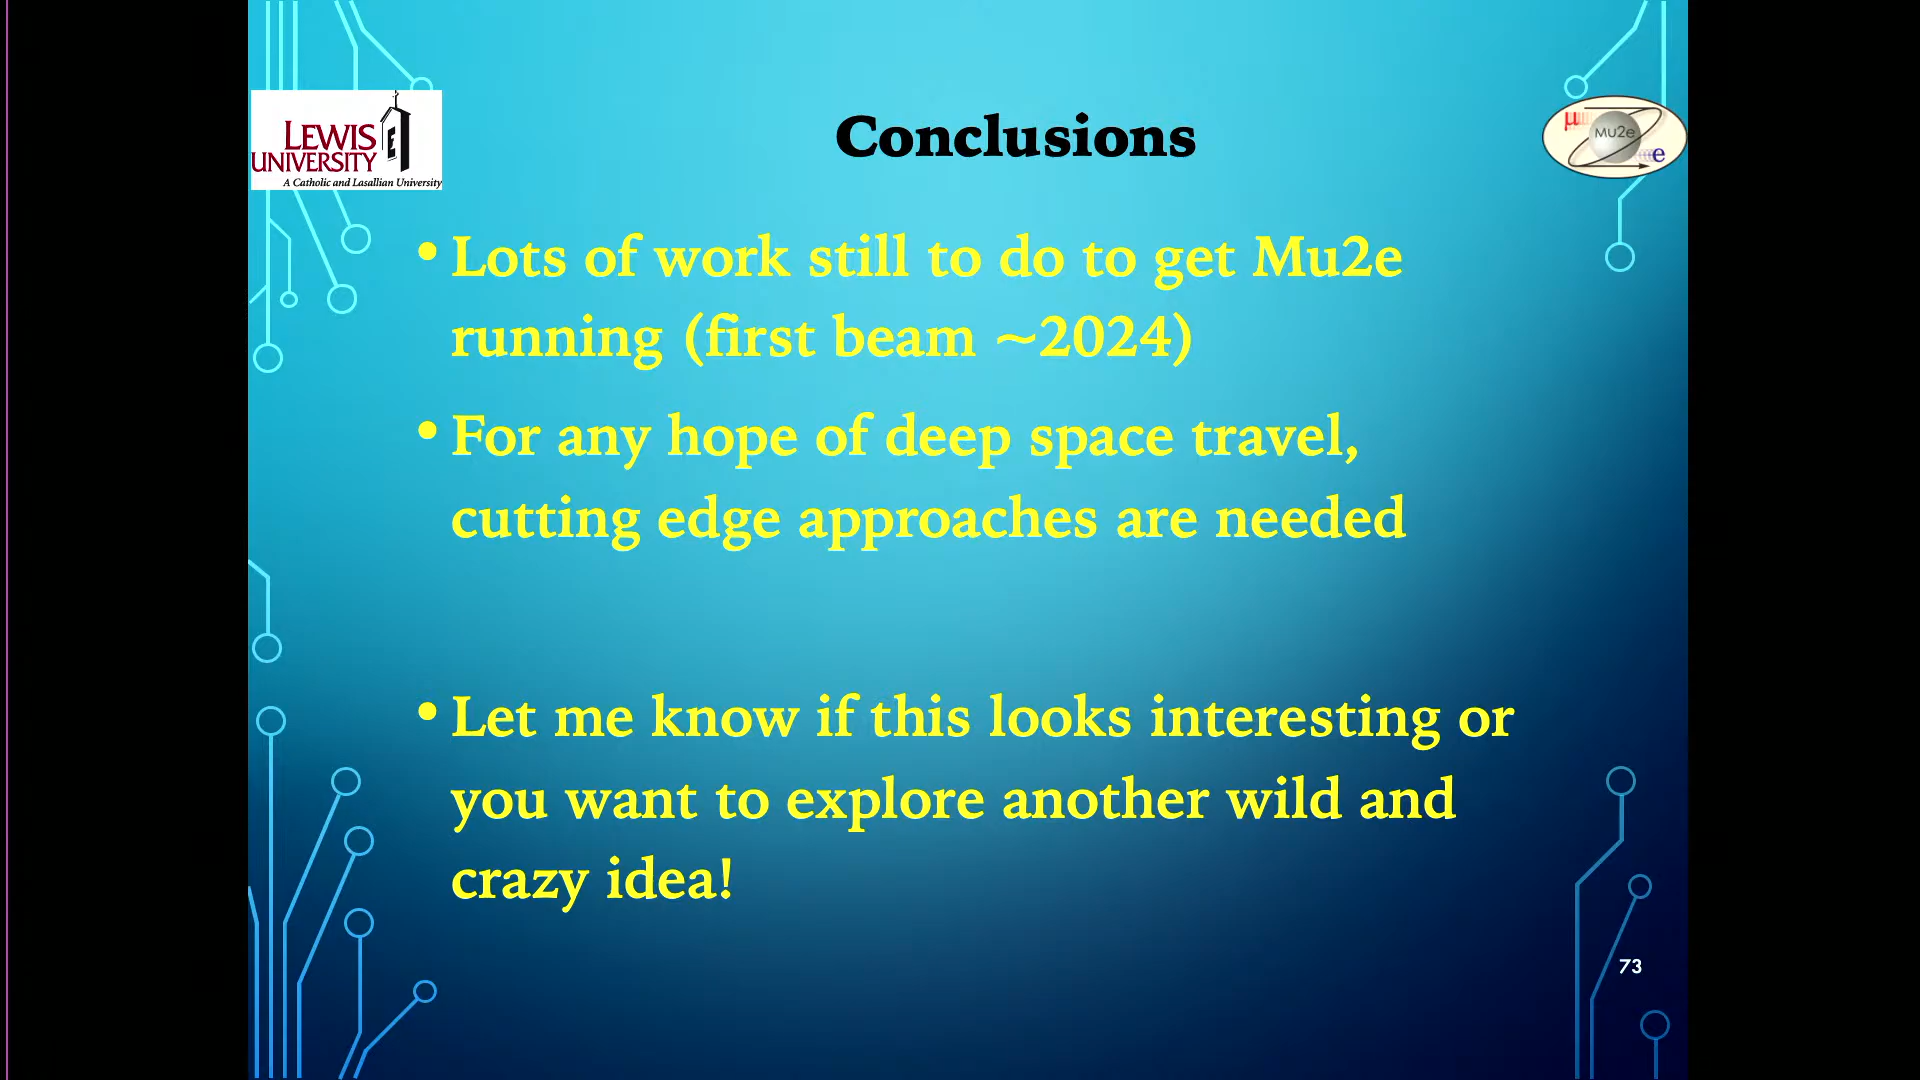 LEWIS
UNIVERSITY
A Catholic and Lasallian University
Conclusions
μ
Mu2e
e
• Lots of work still to do to get Mu2e
running (first beam ~2024)
• For any hope of deep space travel,
cutting edge approaches are needed
• Let me know if this looks interesting or
you want to explore another wild and
crazy idea!
73